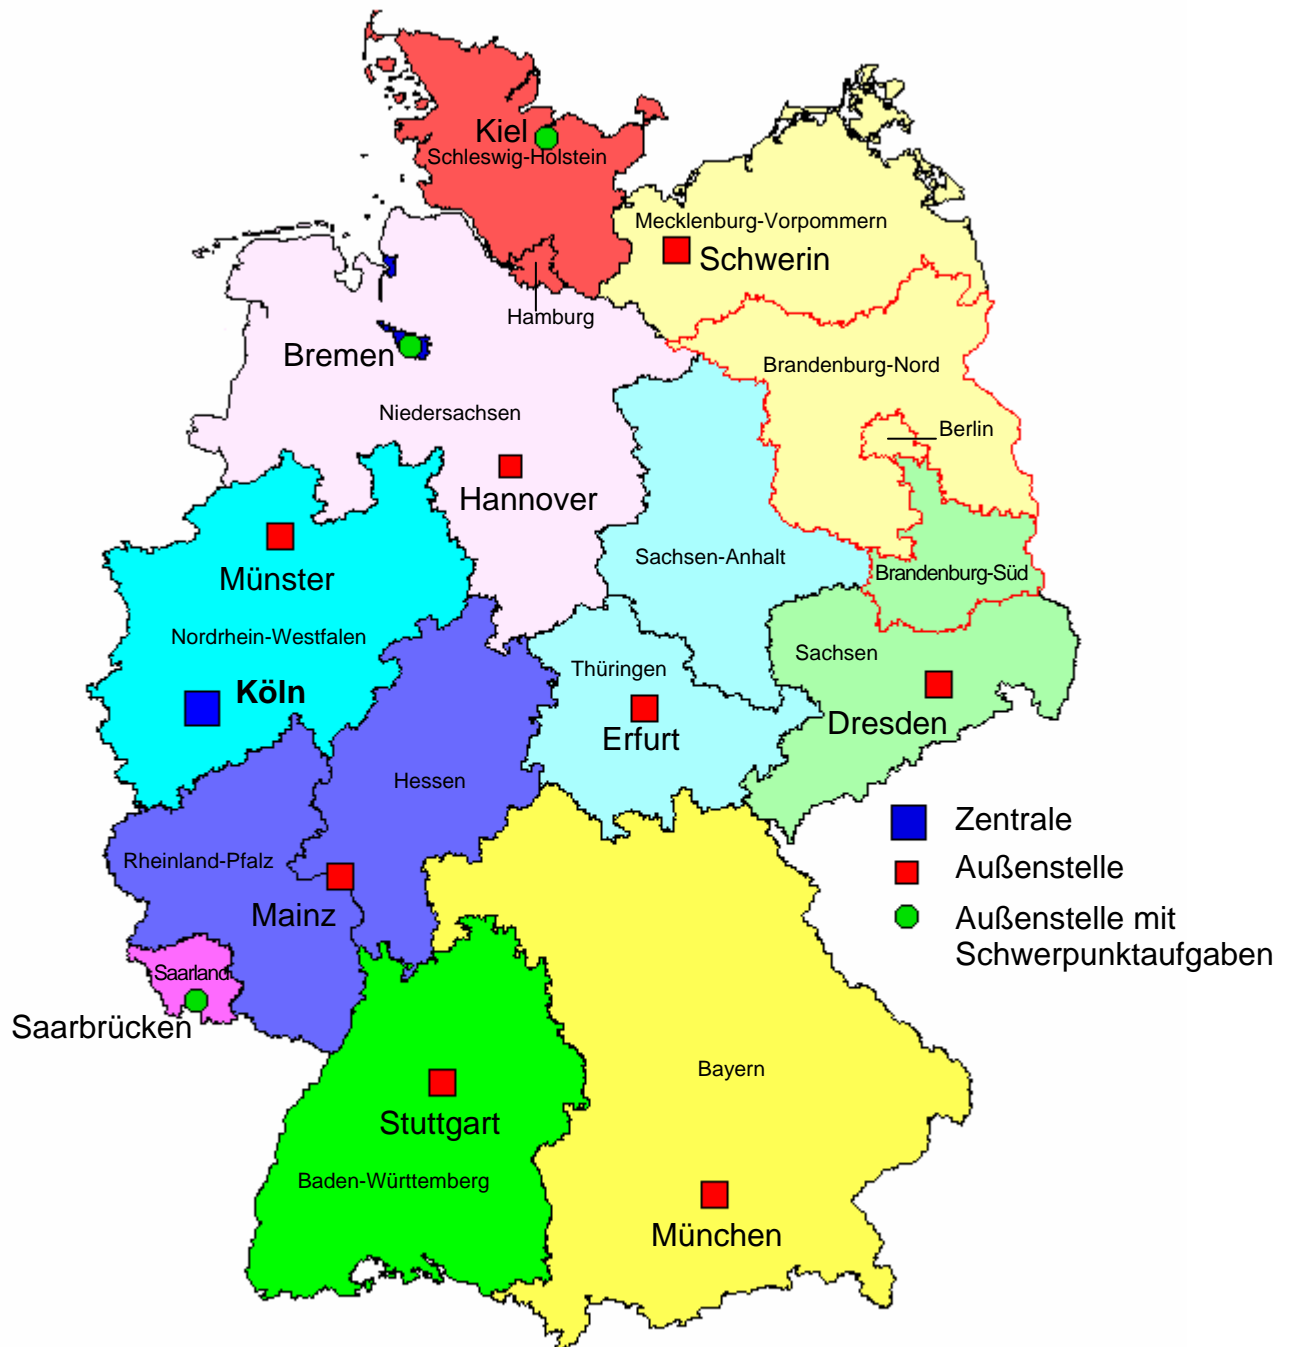 Kiel
Schleswig-Holstein
Mecklenburg-Vorpommern
Schwerin
Hamburg
Bremen
Brandenburg-Nord
Niedersachsen
Berlin
Hannover
Sachsen-Anhalt
Brandenburg-Süd
Münster
Nordrhein-Westfalen
Sachsen
Thüringen
Köln
Dresden
Erfurt
Hessen
Zentrale
Rheinland-Pfalz
Außenstelle
Mainz
Außenstelle mit
Schwerpunktaufgaben
Saarland
Saarbrücken
Bayern
Stuttgart
Baden-Württemberg
München